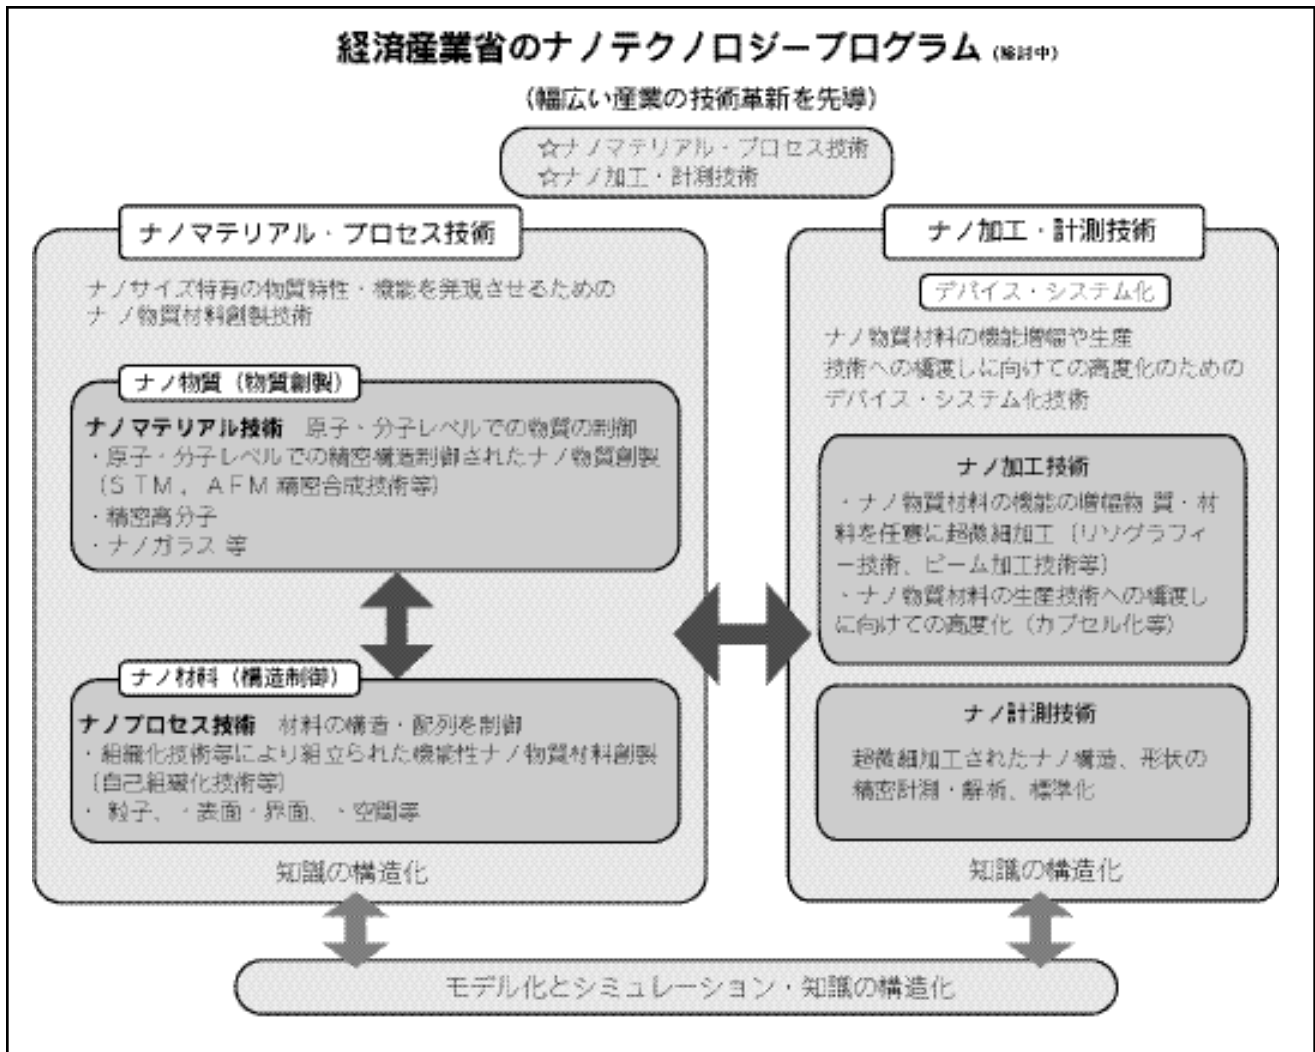 経済産業省のナノテクノロジープログラム (検討中)
（幅広い産業の技術革新を先導）
☆ナノマテリアル・プロセス技術
☆ナノ加工・計測技術
ナノマテリアル・プロセス技術
ナノサイズ特有の物質特性・機能を発現させるための
ナノ物質材料創製技術
ナノ物質（物質創製）
ナノマテリアル技術　原子・分子レベルでの物質の制御
・原子・分子レベルでの精密構造制御されたナノ物質創製
（ＳＴＭ，ＡＦＭ精密合成技術等）
・精密高分子
・ナノガラス 等
ナノ材料（構造制御）
ナノプロセス技術　材料の構造・配列を制御
・組織化技術等により組立られた機能性ナノ物質材料創製
（自己組織化技術等）
・粒子、・表面・界面、・空間等
知識の構造化
ナノ加工・計測技術
デバイス・システム化
ナノ物質材料の機能増幅や生産
技術への橋渡しに向けての高度化のための
デバイス・システム化技術
ナノ加工技術
・ナノ物質材料の機能の増幅物 質・材
料を任意に超微細加工（リソグラフィ
ー技術、ビーム加工技術等）
・ナノ物質材料の生産技術への橋渡し
に向けての高度化（カプセル化等）
ナノ計測技術
超微細加工されたナノ構造、形状の
精密計測・解析、標準化
知識の構造化
モデル化とシミュレーション・知識の構造化